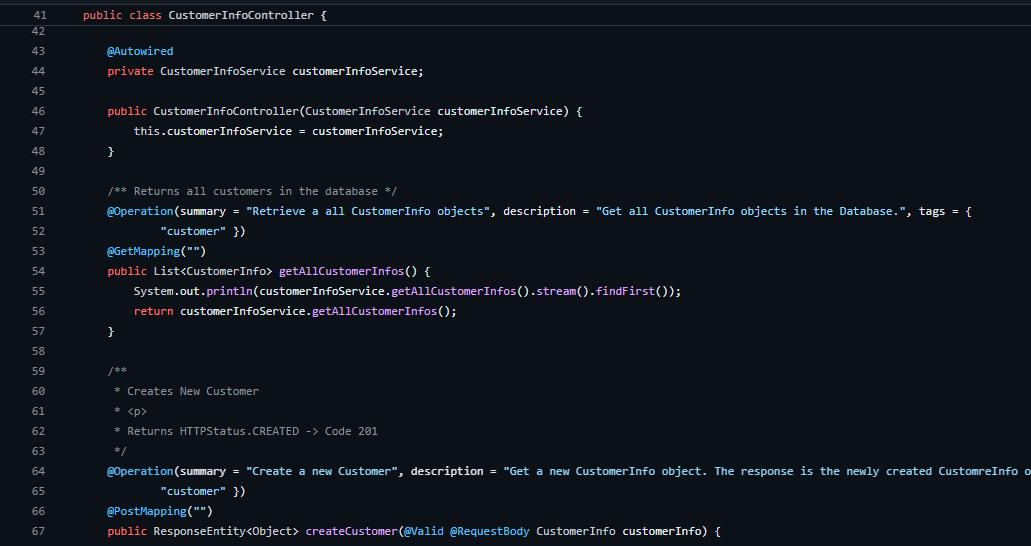 41 public class CustomerInfoController {
42
43 @Autowired
44 private CustomerInfoService customerInfoService;
45
46 public CustomerInfoController(CustomerInfoService customerInfoService) {
47 this.customerInfoService = customerInfoService;
48 }
49
50 /** Returns all customers in the database */
51 @Operation(summary = "Retrieve a all CustomerInfo objects", description = "Get all CustomerInfo objects in the Database.", tags = {
52 "customer" })
53 @GetMapping("")
54 public List<CustomerInfo> getAllCustomerInfos() {
55 System.out.println(customerInfoService.getAllCustomerInfos().stream().findFirst());
56 return customerInfoService.getAllCustomerInfos();
57 }
58
59 /**
60 * Creates New Customer
61 * <p>
62 * Returns HTTPStatus.CREATED -> Code 201
63 */
64 @Operation(summary = "Create a new Customer", description = "Get a new CustomerInfo object. The response is the newly created CustomreInfo o
65 "customer" })
66 @PostMapping("")
67 public ResponseEntity<Object> createCustomer(@Valid @RequestBody CustomerInfo customerInfo) {